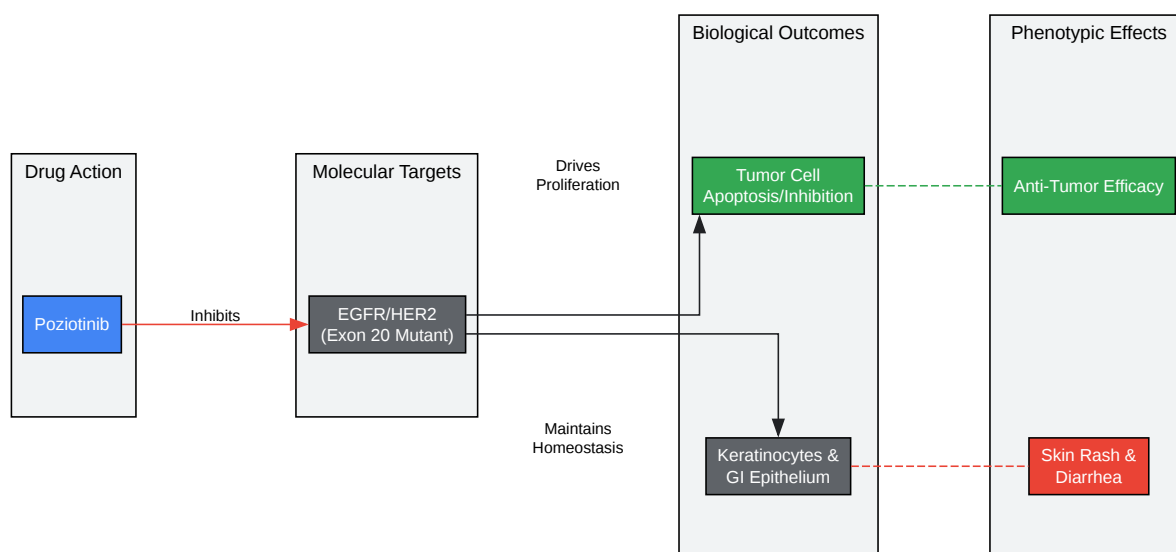 Biological Outcomes
Phenotypic Effects
Drug Action
Molecular Targets
Drives
Proliferation
Tumor Cell
Apoptosis/Inhibition
Anti-Tumor Efficacy
Poziotinib
Inhibits
EGFR/HER2
(Exon 20 Mutant)
Maintains
Homeostasis
Keratinocytes &
GI Epithelium
Skin Rash &
Diarrhea